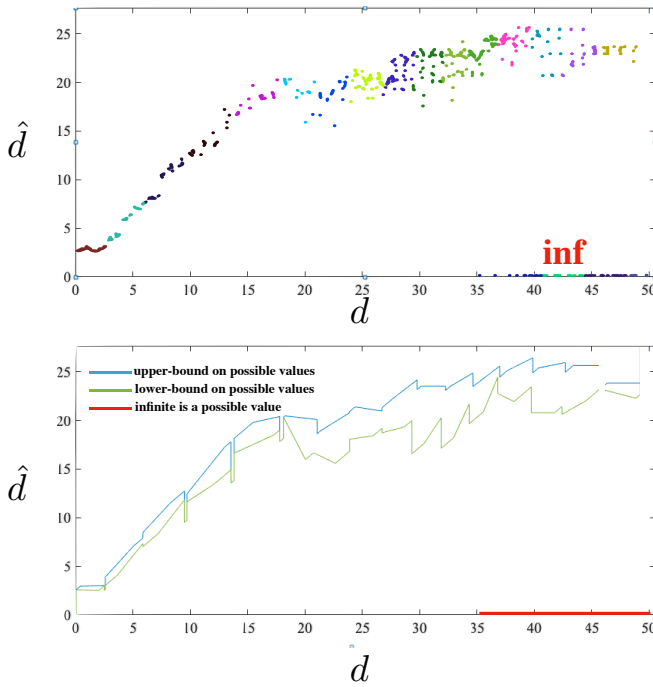 25
20
15
10
5
0
d̂
inf
0 5 10 15 20 25 30 35 40 45 50
d
upper-bound on possible values
lower-bound on possible values
infinite is a possible value
25
20
15
10
5
0
d̂
0 5 10 15 20 25 30 35 40 45 50
d